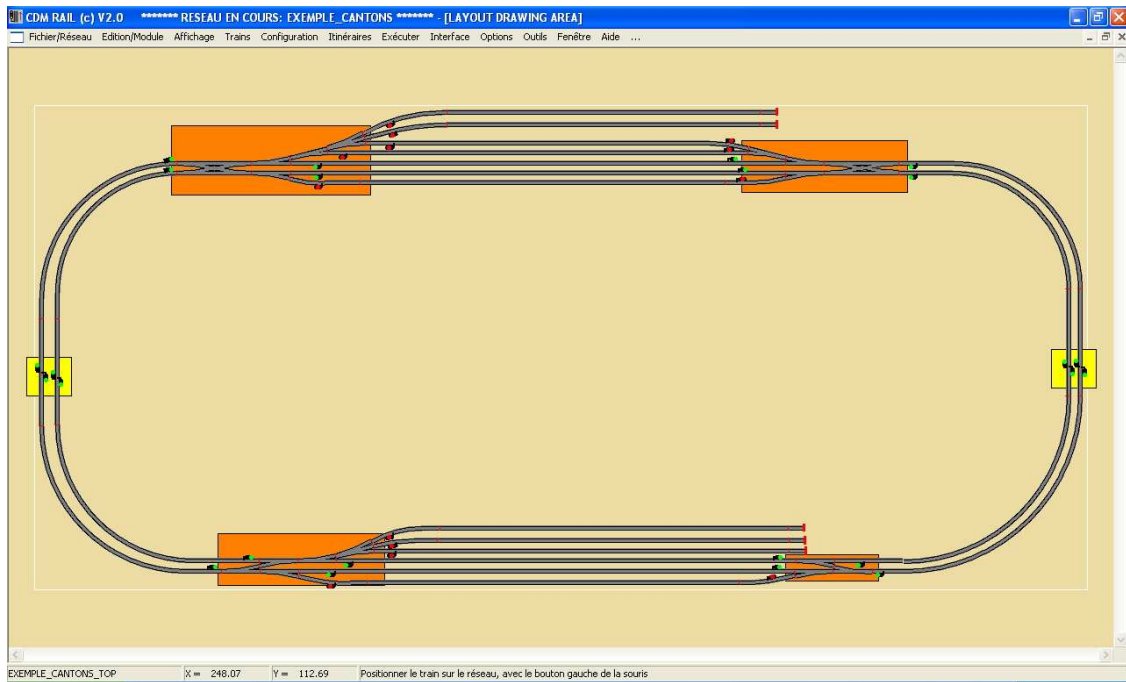 CDM RAIL (c) V2.0 ******* RESEAU EN COURS: EXEMPLE_CANTONS ******* - [LAYOUT DRAWING AREA]
Fichier/Réseau Edition/Module Affichage Trains Configuration Itinéraires Exécuter Interface Options Outils Fenêtre Aide ...
EXEMPLE_CANTONS_TOP X = 248.07 Y = 112.69 Positionner le train sur le réseau, avec le bouton gauche de la souris